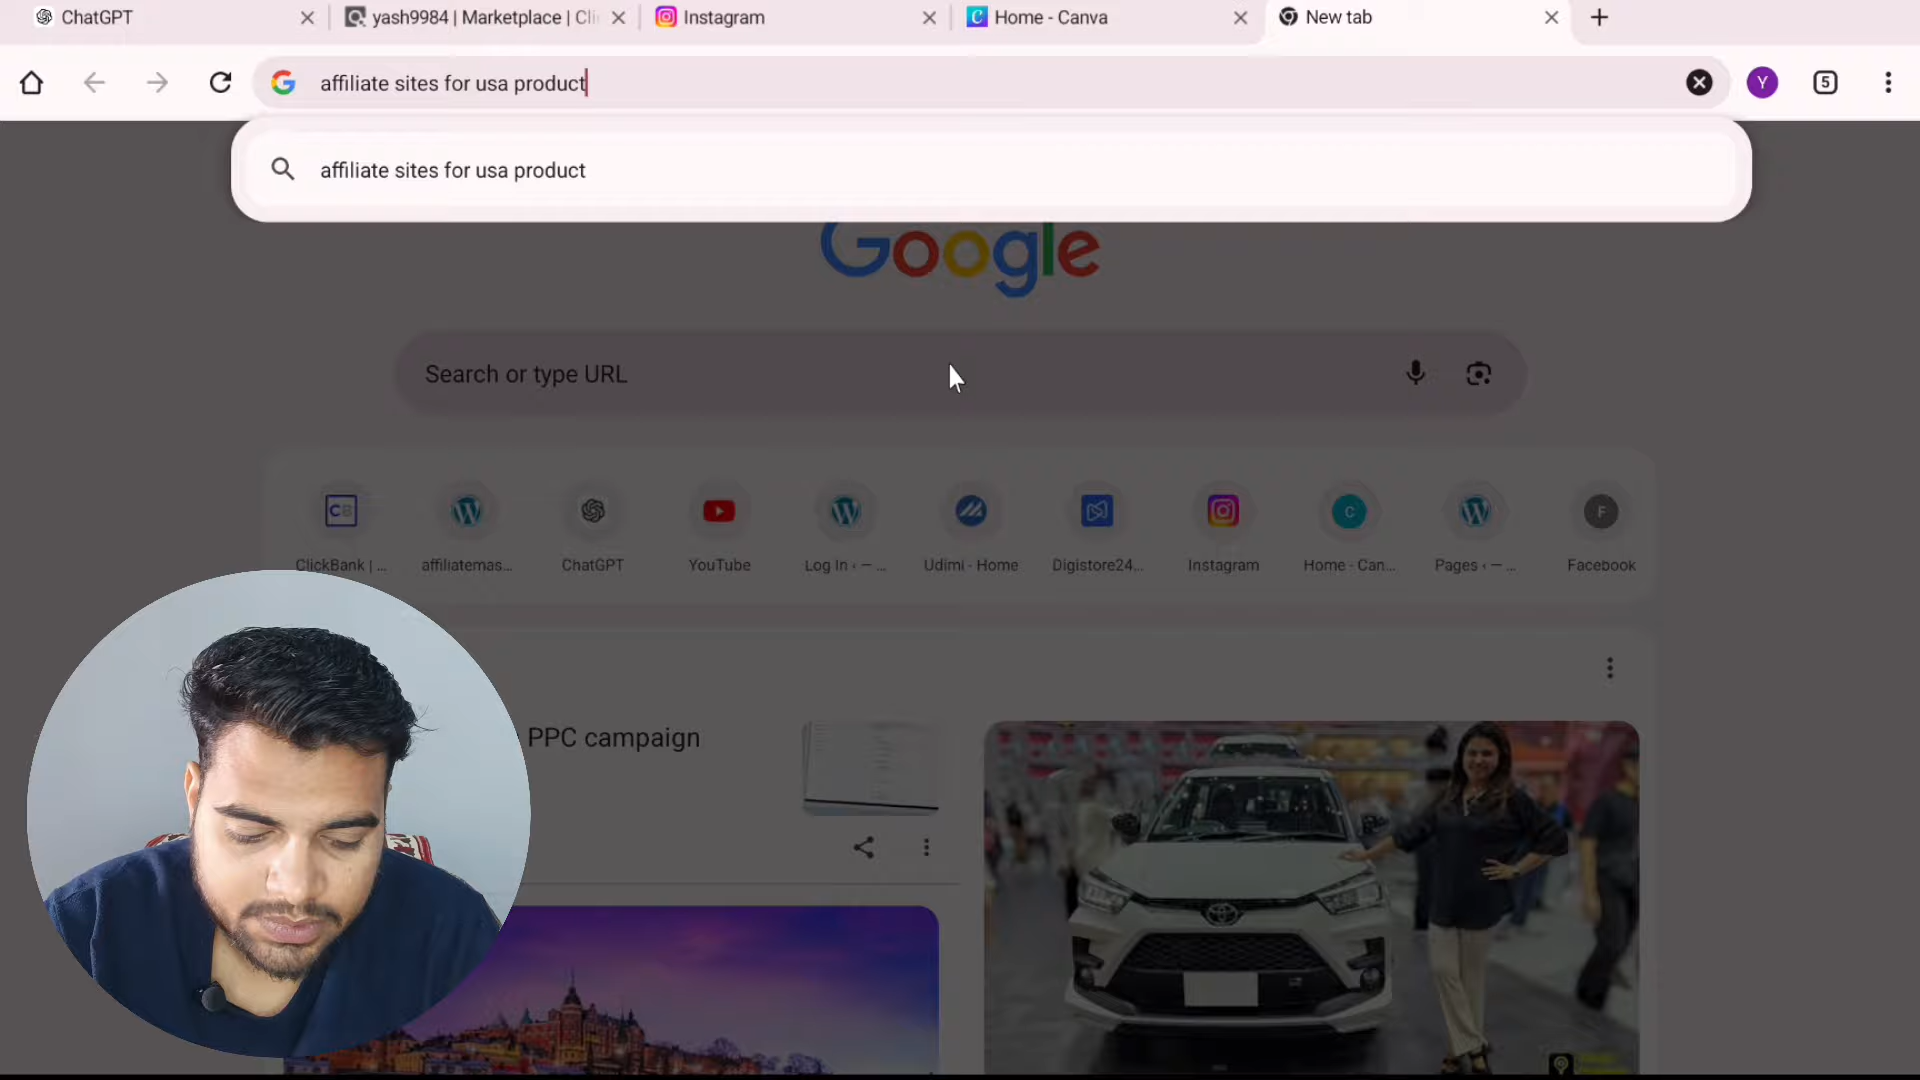 ChatGPT
yash9984 | Marketplace | Cli
Instagram
Home - Canva
New tab
affiliate sites for usa product
Y
5
affiliate sites for usa product
Google
Search or type URL
ClickBank | ...
affiliatemas...
ChatGPT
YouTube
Log In ‹ — ...
Udimi - Home
Digistore24...
Instagram
Home - Can...
Pages ‹ — ...
Facebook
PPC campaign